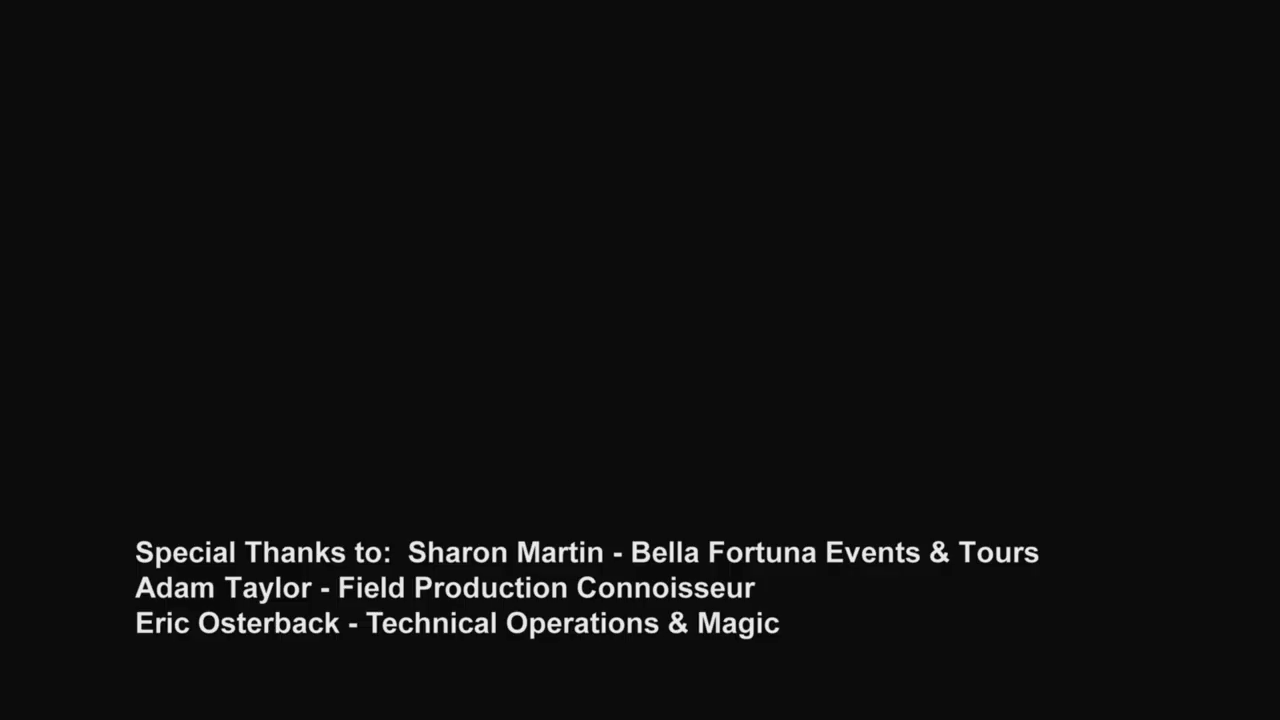 Special Thanks to:  Sharon Martin - Bella Fortuna Events & Tours
Adam Taylor - Field Production Connoisseur
Eric Osterback - Technical Operations & Magic